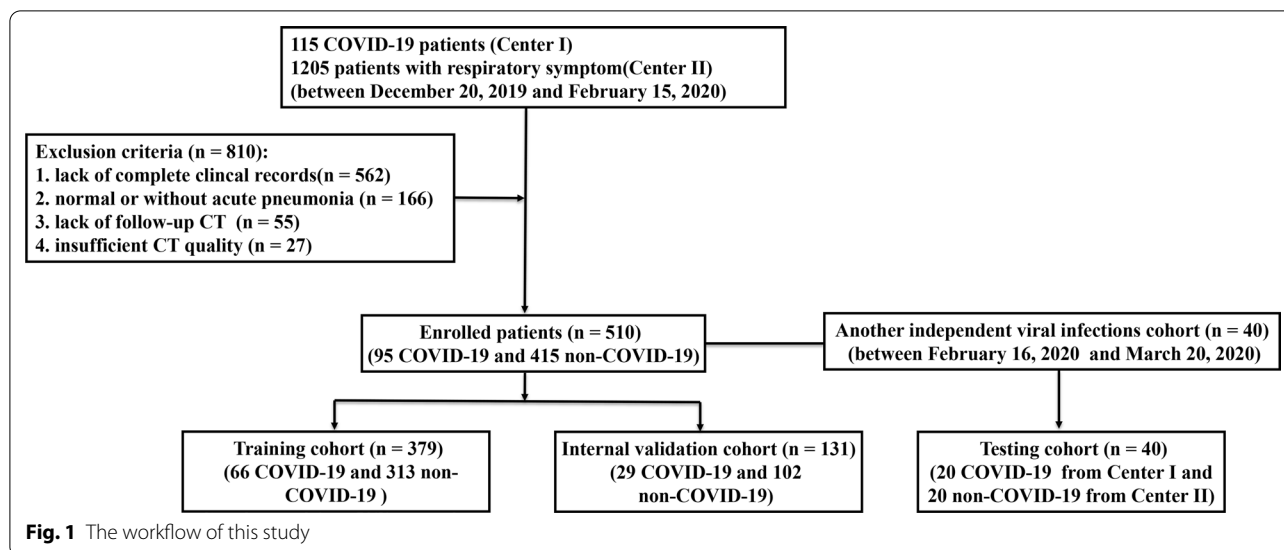 115 COVID-19 patients (Center I)
1205 patients with respiratory symptom(Center II)
(between December 20, 2019 and February 15, 2020)
Exclusion criteria (n = 810):
1. lack of complete clincal records(n = 562)
2. normal or without acute pneumonia (n = 166)
3. lack of follow-up CT (n = 55)
4. insufficient CT quality (n = 27)
Enrolled patients (n = 510)
(95 COVID-19 and 415 non-COVID-19)
Another independent viral infections cohort (n = 40)
(between February 16, 2020 and March 20, 2020)
Training cohort (n = 379)
(66 COVID-19 and 313 non-
COVID-19 )
Internal validation cohort (n = 131)
(29 COVID-19 and 102
non-COVID-19)
Testing cohort (n = 40)
(20 COVID-19 from Center I and
20 non-COVID-19 from Center II)
Fig. 1 The workflow of this study